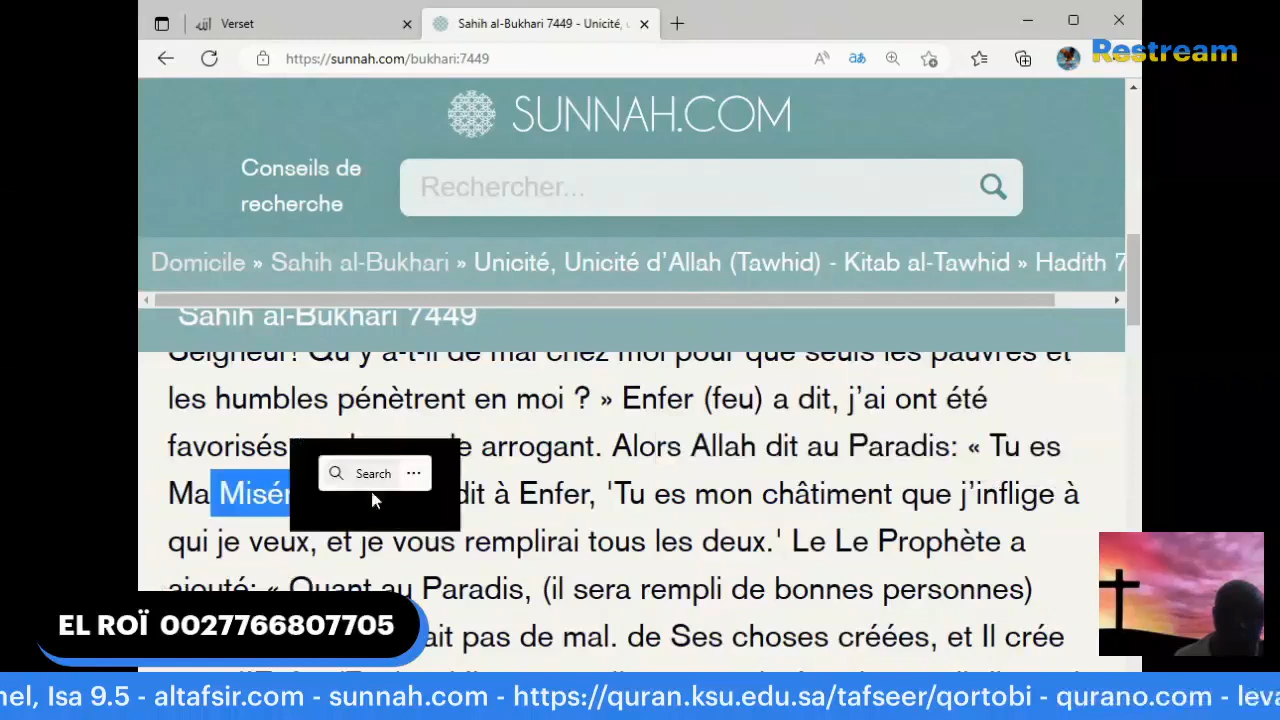 Verset
Sahih al-Bukhari 7449 - Unicité,
Restream
https://sunnah.com/bukhari:7449
SUNNAH.COM
Conseils de
recherche
Rechercher...
Domicile » Sahih al-Bukhari » Unicité, Unicité d'Allah (Tawhid) - Kitab al-Tawhid » Hadith 7
Sahih al-Bukhari 7449
Seigneur! Qu'y a-t-il de mal chez moi pour que seuls les pauvres et
les humbles pénètrent en moi ? » Enfer (feu) a dit, j'ai ont été
favorisés arrogant. Alors Allah dit au Paradis: « Tu es
Ma Misér dit à Enfer, 'Tu es mon châtiment que j'inflige à
Search
qui je veux, et je vous remplirai tous les deux.' Le Le Prophète a
ajouté: « Quant au Paradis, (il sera rempli de bonnes personnes)
ait pas de mal. de Ses choses créées, et Il crée
EL ROÏ 0027766807705
nel, Isa 9.5 - altafsir.com - sunnah.com - https://quran.ksu.edu.sa/tafseer/qortobi - qurano.com - leva